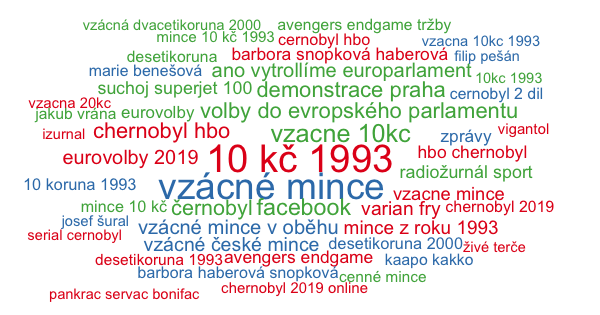 vzácná dvacetikoruna 2000 avengers endgame tržby
mince 10 kč 1993 cernobyl hbo vzacna 10kc 1993
desetikoruna barbora snopková haberová filip pešán
marie benešová ano vytrollíme europarlament 10kc 1993
suchoj superjet 100 demonstrace praha cernobyl 2 dil
vzacna 20kc
jakub vrána eurovolby volby do evropského parlamentu
izurnal chernobyl hbo vzacne 10kc zprávy vigantol
eurovolby 2019 10 kč 1993 hbo chernobyl
radiožurnál sport
10 koruna 1993 vzácné mince vzacne mince
mince 10 kč černobyl facebook varian fry chernobyl 2019
josef šural vzácné mince v oběhu mince z roku 1993
serial cernobyl vzácné české mince desetikoruna 2000 živé terče
desetikoruna 1993 avengers endgame kaapo kakko
barbora haberová snopková cenné mince
pankrac servac bonifac chernobyl 2019 online